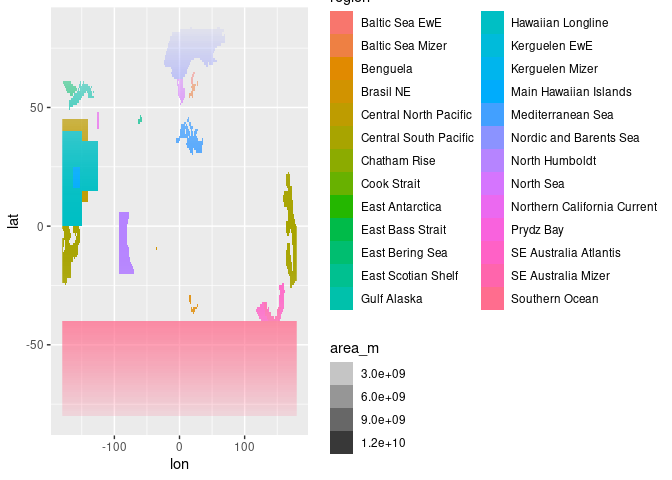 region
Baltic Sea EwE
Baltic Sea Mizer
Benguela
Brasil NE
Central North Pacific
Central South Pacific
Chatham Rise
Cook Strait
East Antarctica
East Bass Strait
East Bering Sea
East Scotian Shelf
Gulf Alaska
Hawaiian Longline
Kerguelen EwE
Kerguelen Mizer
Main Hawaiian Islands
Mediterranean Sea
Nordic and Barents Sea
North Humboldt
North Sea
Northern California Current
Prydz Bay
SE Australia Atlantis
SE Australia Mizer
Southern Ocean
area_m
3.0e+09
6.0e+09
9.0e+09
1.2e+10
lat
50
0
-50
-100
0
100
lon